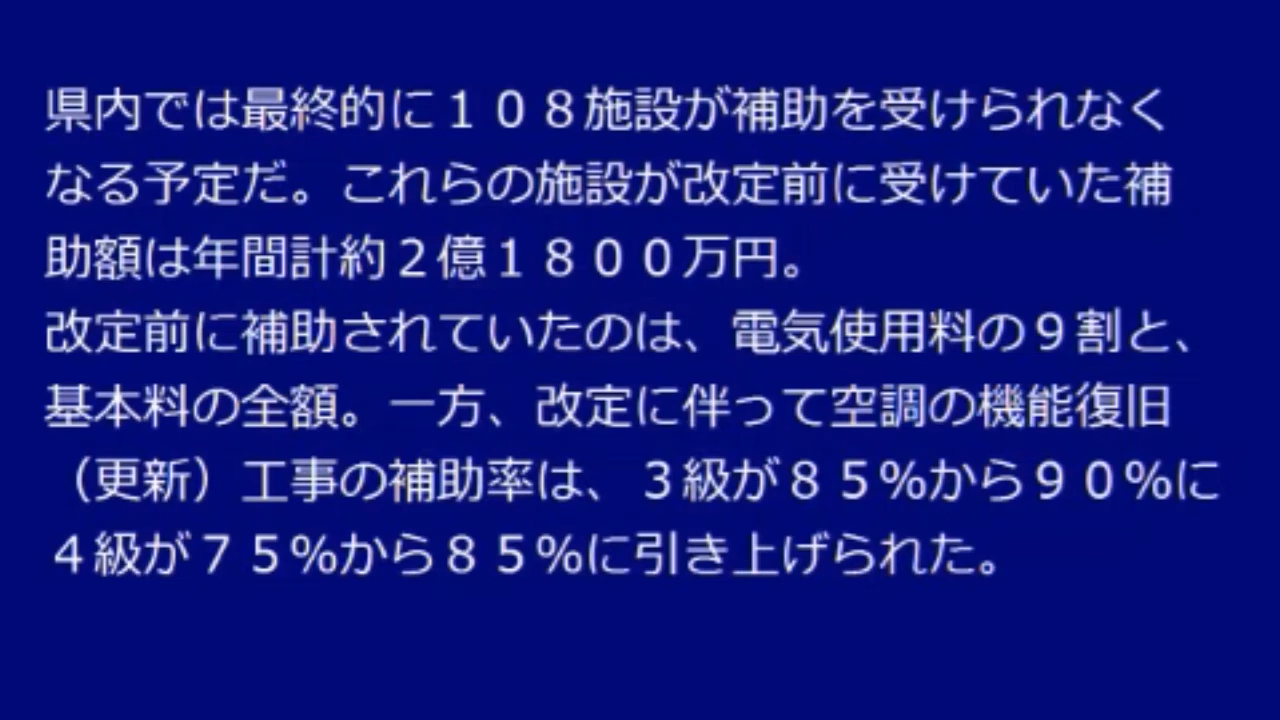 県内では最終的に１０８施設が補助を受けられなく
なる予定だ。これらの施設が改定前に受けていた補
助額は年間計約２億１８００万円。
改定前に補助されていたのは、電気使用料の９割と、
基本料の全額。一方、改定に伴って空調の機能復旧
（更新）工事の補助率は、３級が８５％から９０％に
４級が７５％から８５％に引き上げられた。